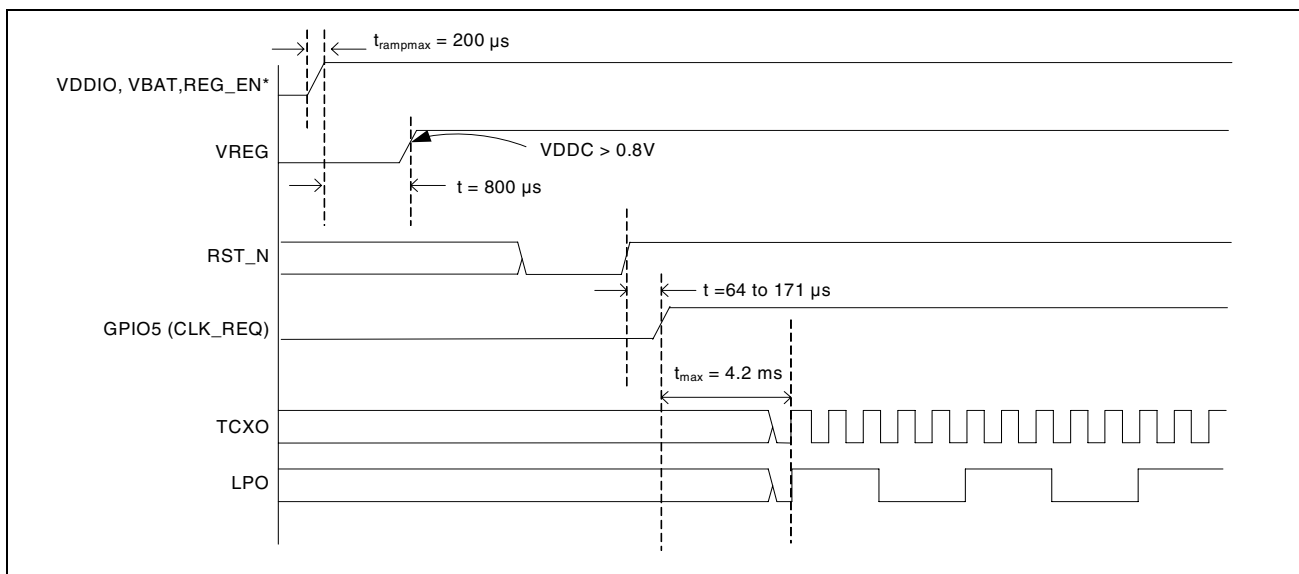 t_rampmax = 200 µs
VDDIO, VBAT,REG_EN*
VREG
VDDC > 0.8V
t = 800 µs
RST_N
t =64 to 171 µs
GPIO5 (CLK_REQ)
t_max = 4.2 ms
TCXO
LPO